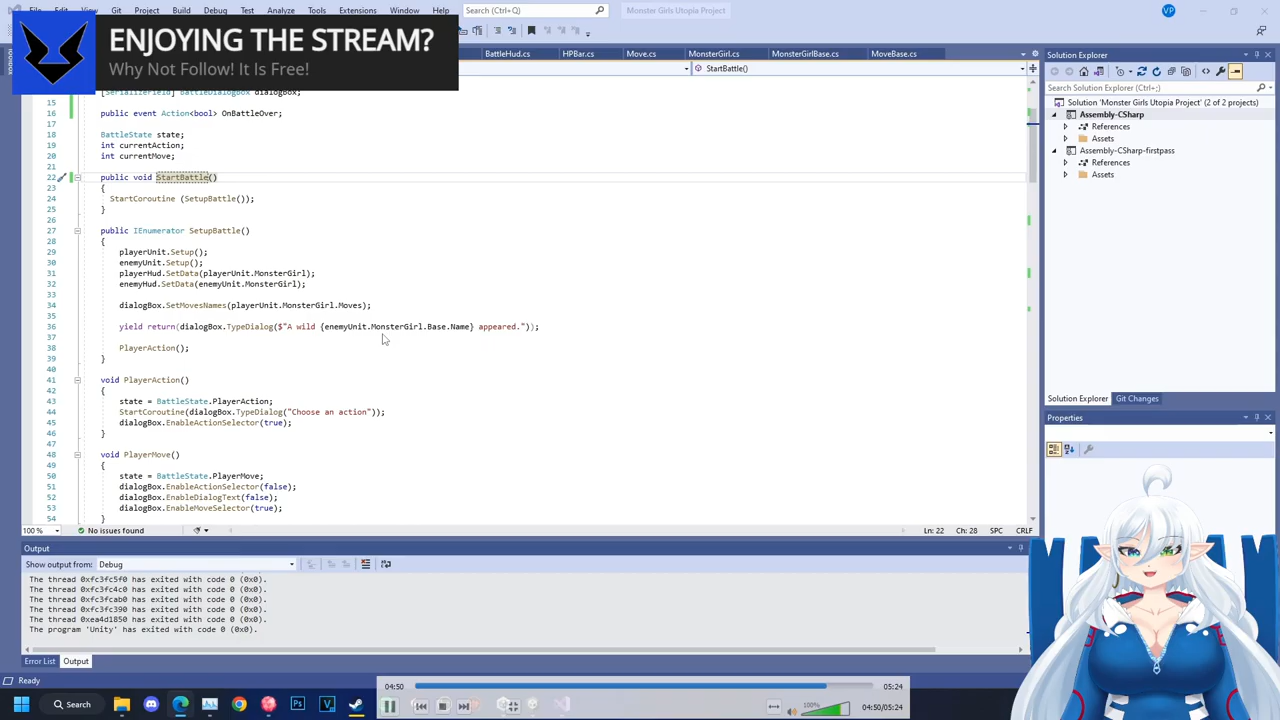 File
Build
Debug
Test
Analyze
Tools
Extensions
Window
Help
Search (Ctrl+Q)
Monster Girls Utopia Project
VP
ENJOYING THE STREAM?
Why Not Follow! It Is Free!
BattleHud.cs
HPBar.cs
Move.cs
MonsterGirl.cs
MonsterGirlBase.cs
MoveBase.cs
StartBattle()
[SerializeField] BattleDialogBox dialogBox;
15
16 public event Action<bool> OnBattleOver;
17
18 BattleState state;
19 int currentAction;
20 int currentMove;
21
22 public void StartBattle()
23 {
24 StartCoroutine (SetupBattle());
25 }
26
27 public IEnumerator SetupBattle()
28 {
29 playerUnit.Setup();
30 enemyUnit.Setup();
31 playerHud.SetData(playerUnit.MonsterGirl);
32 enemyHud.SetData(enemyUnit.MonsterGirl);
33
34 dialogBox.SetMovesNames(playerUnit.MonsterGirl.Moves);
35
36 yield return(dialogBox.TypeDialog($"A wild {enemyUnit.MonsterGirl.Base.Name} appeared."));
37
38 PlayerAction();
39 }
40
41 void PlayerAction()
42 {
43 state = BattleState.PlayerAction;
44 StartCoroutine(dialogBox.TypeDialog("Choose an action"));
45 dialogBox.EnableActionSelector(true);
46 }
47
48 void PlayerMove()
49 {
50 state = BattleState.PlayerMove;
51 dialogBox.EnableActionSelector(false);
52 dialogBox.EnableDialogText(false);
53 dialogBox.EnableMoveSelector(true);
54 }
100 %
No issues found
Ln: 22
Ch: 28
SPC
CRLF
Output
Show output from: Debug
The thread 0xfc3fc5f0 has exited with code 0 (0x0).
The thread 0xfc3fc4c0 has exited with code 0 (0x0).
The thread 0xfc3fcab0 has exited with code 0 (0x0).
The thread 0xfc3fc390 has exited with code 0 (0x0).
The thread 0xea4d1850 has exited with code 0 (0x0).
The program 'Unity' has exited with code 0 (0x0).
Error List
Output
Ready
Solution Explorer
Search Solution Explorer (Ctrl+;)
Solution 'Monster Girls Utopia Project' (2 of 2 projects)
Assembly-CSharp
References
Assets
Assembly-CSharp-firstpass
References
Assets
Solution Explorer
Git Changes
Properties
Search
Ps
V
04:50
05:24
100%
04:50/05:24